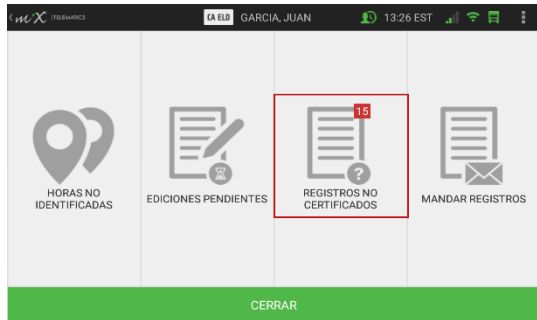 m'X TELEMATICS CA ELD GARCIA, JUAN 13:26 EST
15
HORAS NO
IDENTIFICADAS
EDICIONES PENDIENTES
REGISTROS NO
CERTIFICADOS
MANDAR REGISTROS
CERRAR